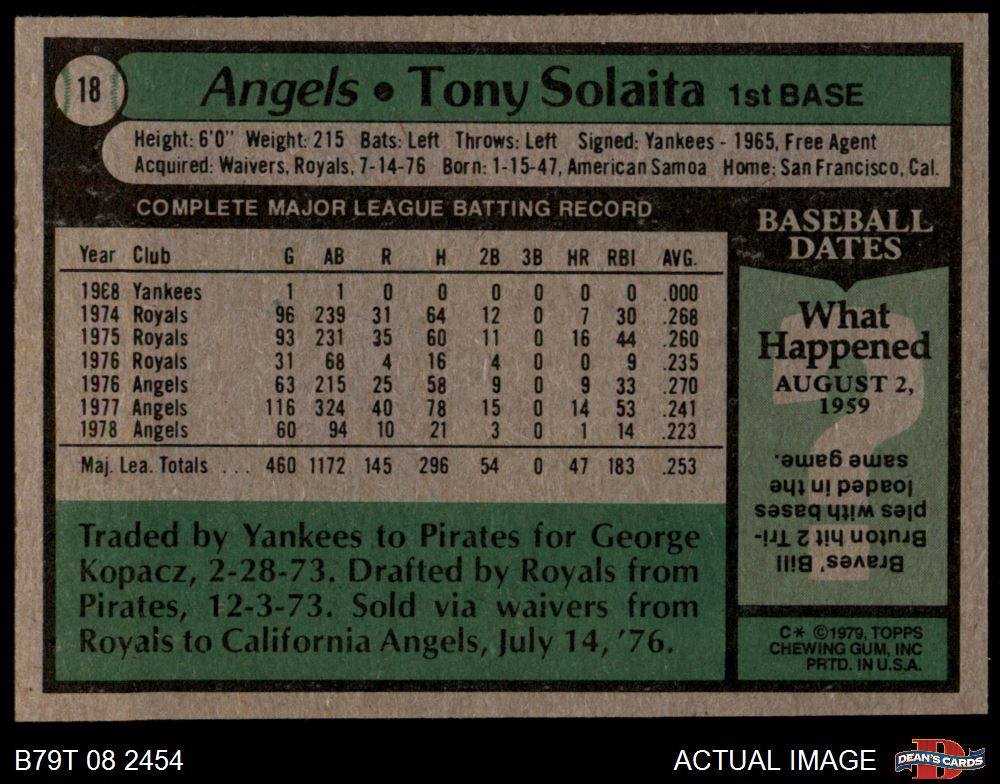 18
Angels • Tony Solaita 1st BASE
Height: 6'0" Weight: 215 Bats: Left Throws: Left Signed: Yankees - 1965, Free Agent
Acquired: Waivers, Royals, 7-14-76 Born: 1-15-47, American Samoa Home: San Francisco, Cal.
COMPLETE MAJOR LEAGUE BATTING RECORD
Year Club G AB R H 2B 3B HR RBI AVG.
1968 Yankees 1 1 0 0 0 0 0 0 .000
1974 Royals 96 239 31 64 12 0 7 30 .268
1975 Royals 93 231 35 60 11 0 16 44 .260
1976 Royals 31 68 4 16 4 0 0 9 .235
1976 Angels 63 215 25 58 9 0 9 33 .270
1977 Angels 116 324 40 78 15 0 14 53 .241
1978 Angels 60 94 10 21 3 0 1 14 .223
Maj. Lea. Totals ... 460 1172 145 296 54 0 47 183 .253
Traded by Yankees to Pirates for George
Kopacz, 2-28-73. Drafted by Royals from
Pirates, 12-3-73. Sold via waivers from
Royals to California Angels, July 14, '76.
BASEBALL
DATES
What
Happened
AUGUST 2,
1959
Braves' Bill
Bruton hit 2 Tri-
ples with bases
loaded in the
same game.
C* ©1979, TOPPS
CHEWING GUM, INC
PRTD. IN U.S.A.
B79T 08 2454
ACTUAL IMAGE
D
DEAN'S CARDS